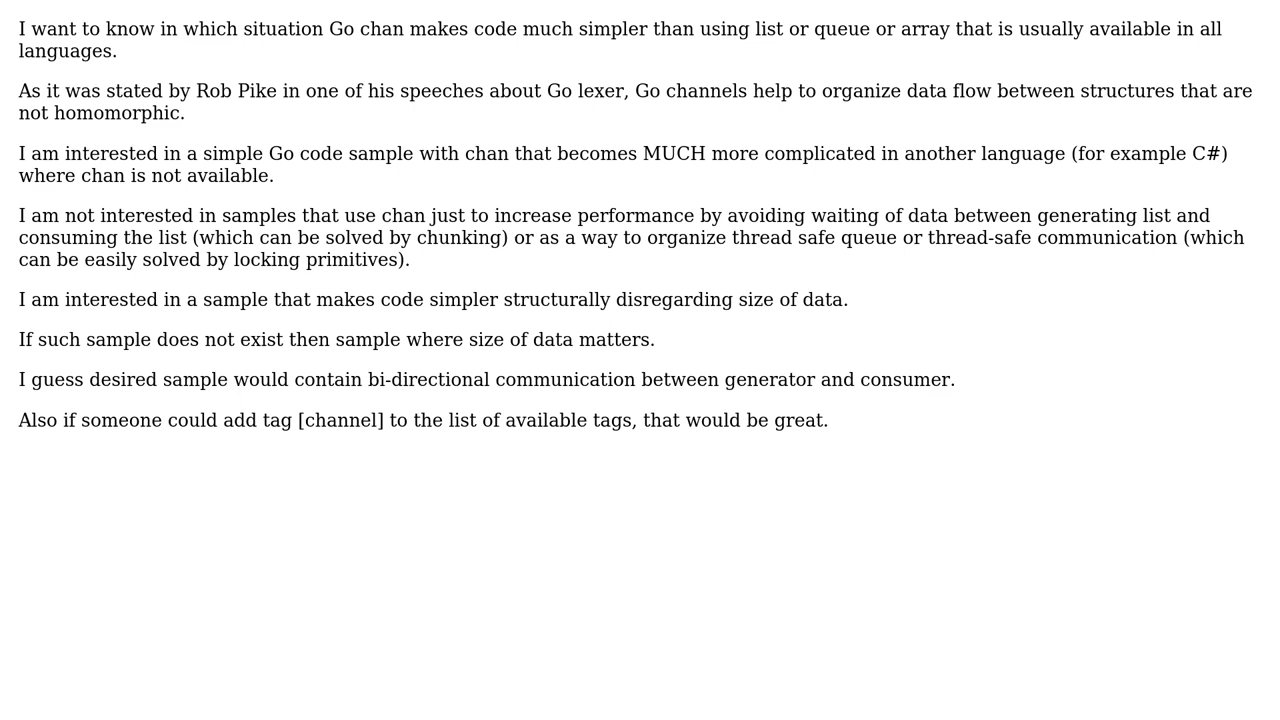 I want to know in which situation Go chan makes code much simpler than using list or queue or array that is usually available in all
languages.
As it was stated by Rob Pike in one of his speeches about Go lexer, Go channels help to organize data flow between structures that are
not homomorphic.
I am interested in a simple Go code sample with chan that becomes MUCH more complicated in another language (for example C#)
where chan is not available.
I am not interested in samples that use chan just to increase performance by avoiding waiting of data between generating list and
consuming the list (which can be solved by chunking) or as a way to organize thread safe queue or thread-safe communication (which
can be easily solved by locking primitives).
I am interested in a sample that makes code simpler structurally disregarding size of data.
If such sample does not exist then sample where size of data matters.
I guess desired sample would contain bi-directional communication between generator and consumer.
Also if someone could add tag [channel] to the list of available tags, that would be great.